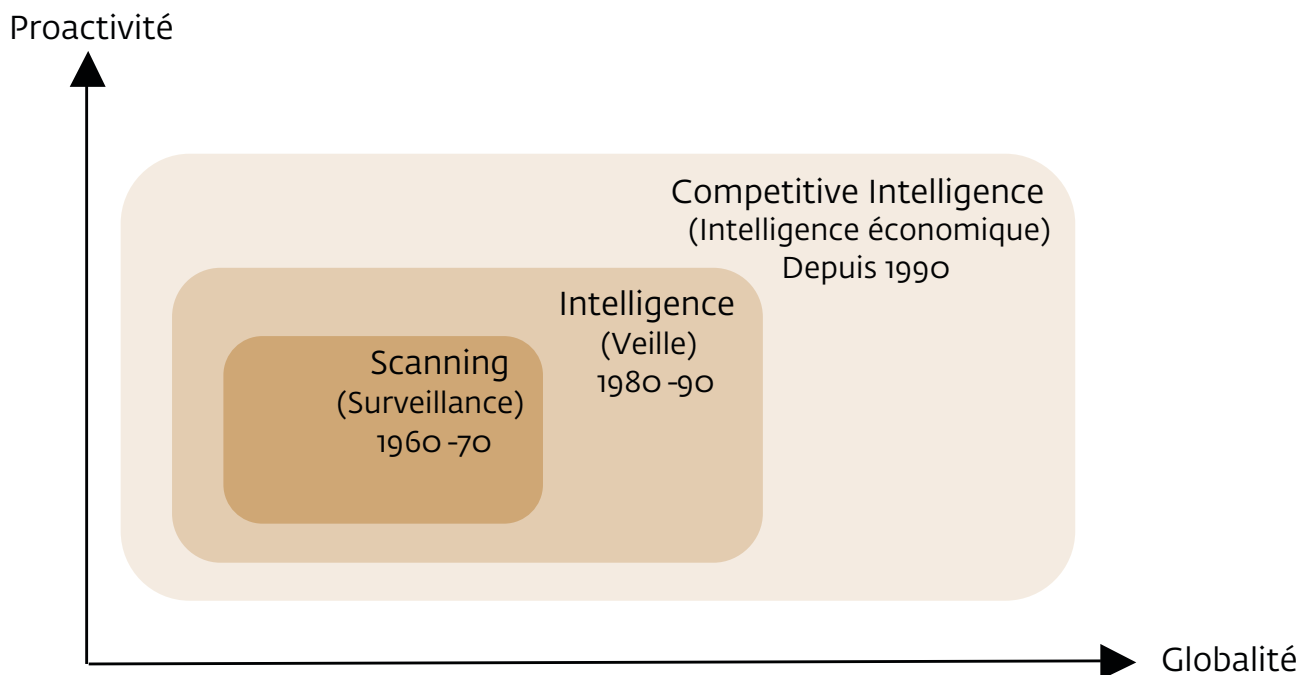 Proactivité
Competitive Intelligence
(Intelligence économique)
Depuis 1990
Intelligence
(Veille)
1980-90
Scanning
(Surveillance)
1960-70
Globalité